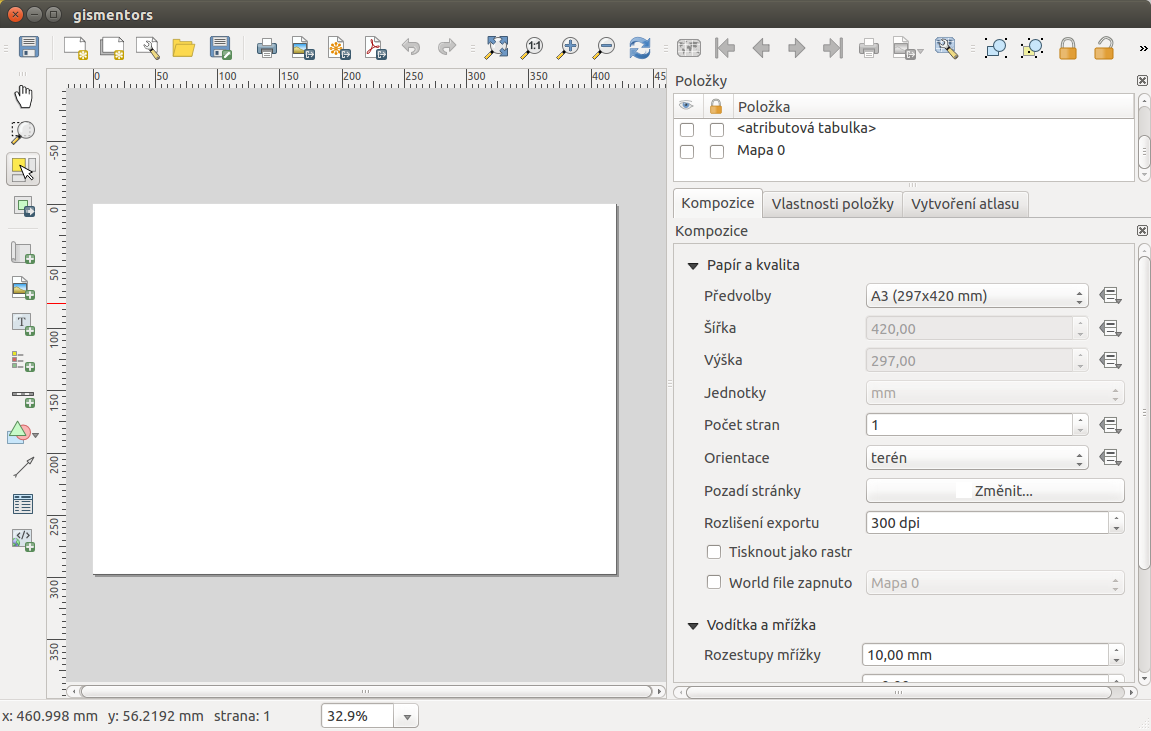 gismentors
1:1
»
0 50 100 150 200 250 300 350 400 45
-50
0
50
100
150
200
250
300
350
T
</>
Položky
Položka
<atributová tabulka>
Mapa 0
Kompozice Vlastnosti položky Vytvoření atlasu
Kompozice
Papír a kvalita
Předvolby A3 (297x420 mm)
Šířka 420,00
Výška 297,00
Jednotky mm
Počet stran 1
Orientace terén
Pozadí stránky Změnit...
Rozlišení exportu 300 dpi
Tisknout jako rastr
World file zapnuto Mapa 0
Vodítka a mřížka
Rozestupy mřížky 10,00 mm
x: 460.998 mm y: 56.2192 mm strana: 1 32.9%